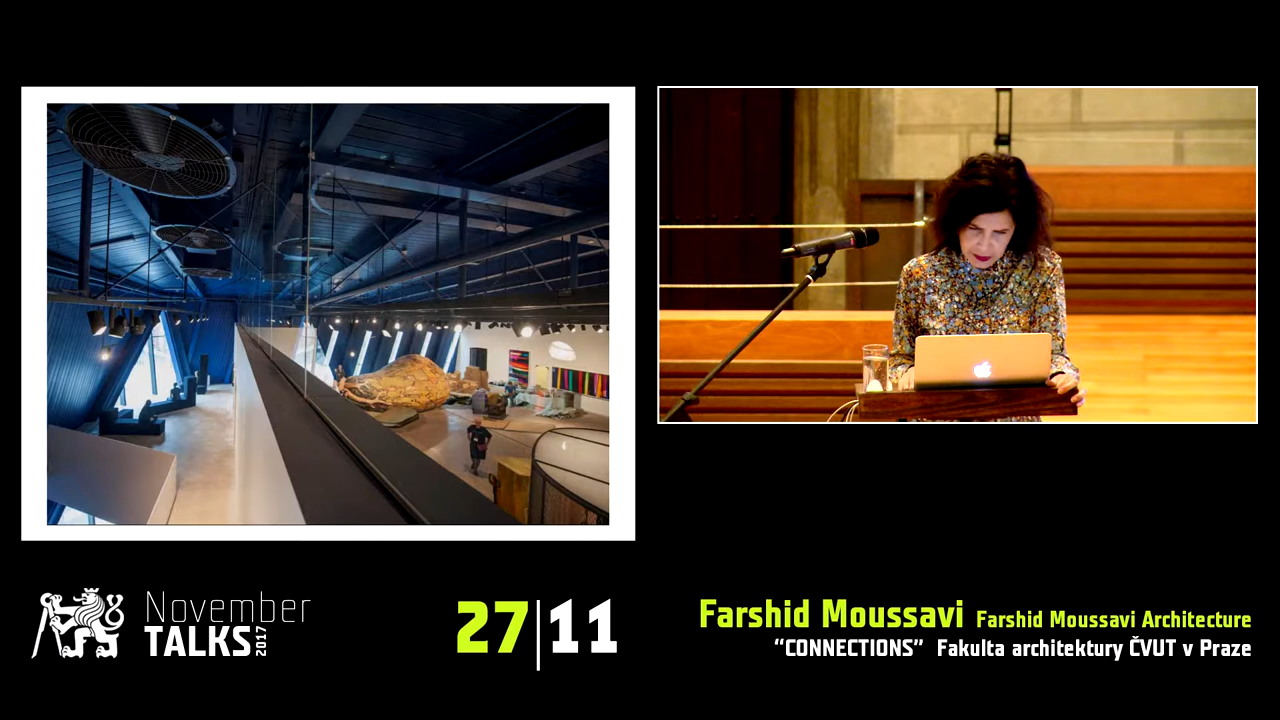 November
TALKS 2017
27|11
Farshid Moussavi Farshid Moussavi Architecture
“CONNECTIONS” Fakulta architektury ČVUT v Praze